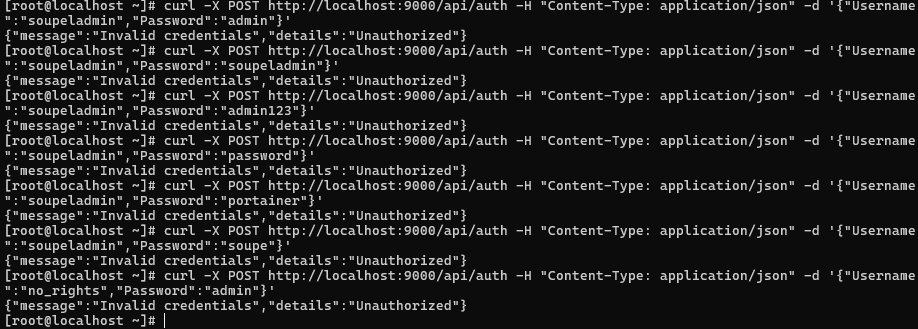 [root@localhost ~]# curl -X POST http://localhost:9000/api/auth -H "Content-Type: application/json" -d '{"Username
":"soupeladmin","Password":"admin"}'
{"message":"Invalid credentials","details":"Unauthorized"}
[root@localhost ~]# curl -X POST http://localhost:9000/api/auth -H "Content-Type: application/json" -d '{"Username
":"soupeladmin","Password":"soupeladmin"}'
{"message":"Invalid credentials","details":"Unauthorized"}
[root@localhost ~]# curl -X POST http://localhost:9000/api/auth -H "Content-Type: application/json" -d '{"Username
":"soupeladmin","Password":"admin123"}'
{"message":"Invalid credentials","details":"Unauthorized"}
[root@localhost ~]# curl -X POST http://localhost:9000/api/auth -H "Content-Type: application/json" -d '{"Username
":"soupeladmin","Password":"password"}'
{"message":"Invalid credentials","details":"Unauthorized"}
[root@localhost ~]# curl -X POST http://localhost:9000/api/auth -H "Content-Type: application/json" -d '{"Username
":"soupeladmin","Password":"portainer"}'
{"message":"Invalid credentials","details":"Unauthorized"}
[root@localhost ~]# curl -X POST http://localhost:9000/api/auth -H "Content-Type: application/json" -d '{"Username
":"soupeladmin","Password":"soupe"}'
{"message":"Invalid credentials","details":"Unauthorized"}
[root@localhost ~]# curl -X POST http://localhost:9000/api/auth -H "Content-Type: application/json" -d '{"Username
":"no_rights","Password":"admin"}'
{"message":"Invalid credentials","details":"Unauthorized"}
[root@localhost ~]#